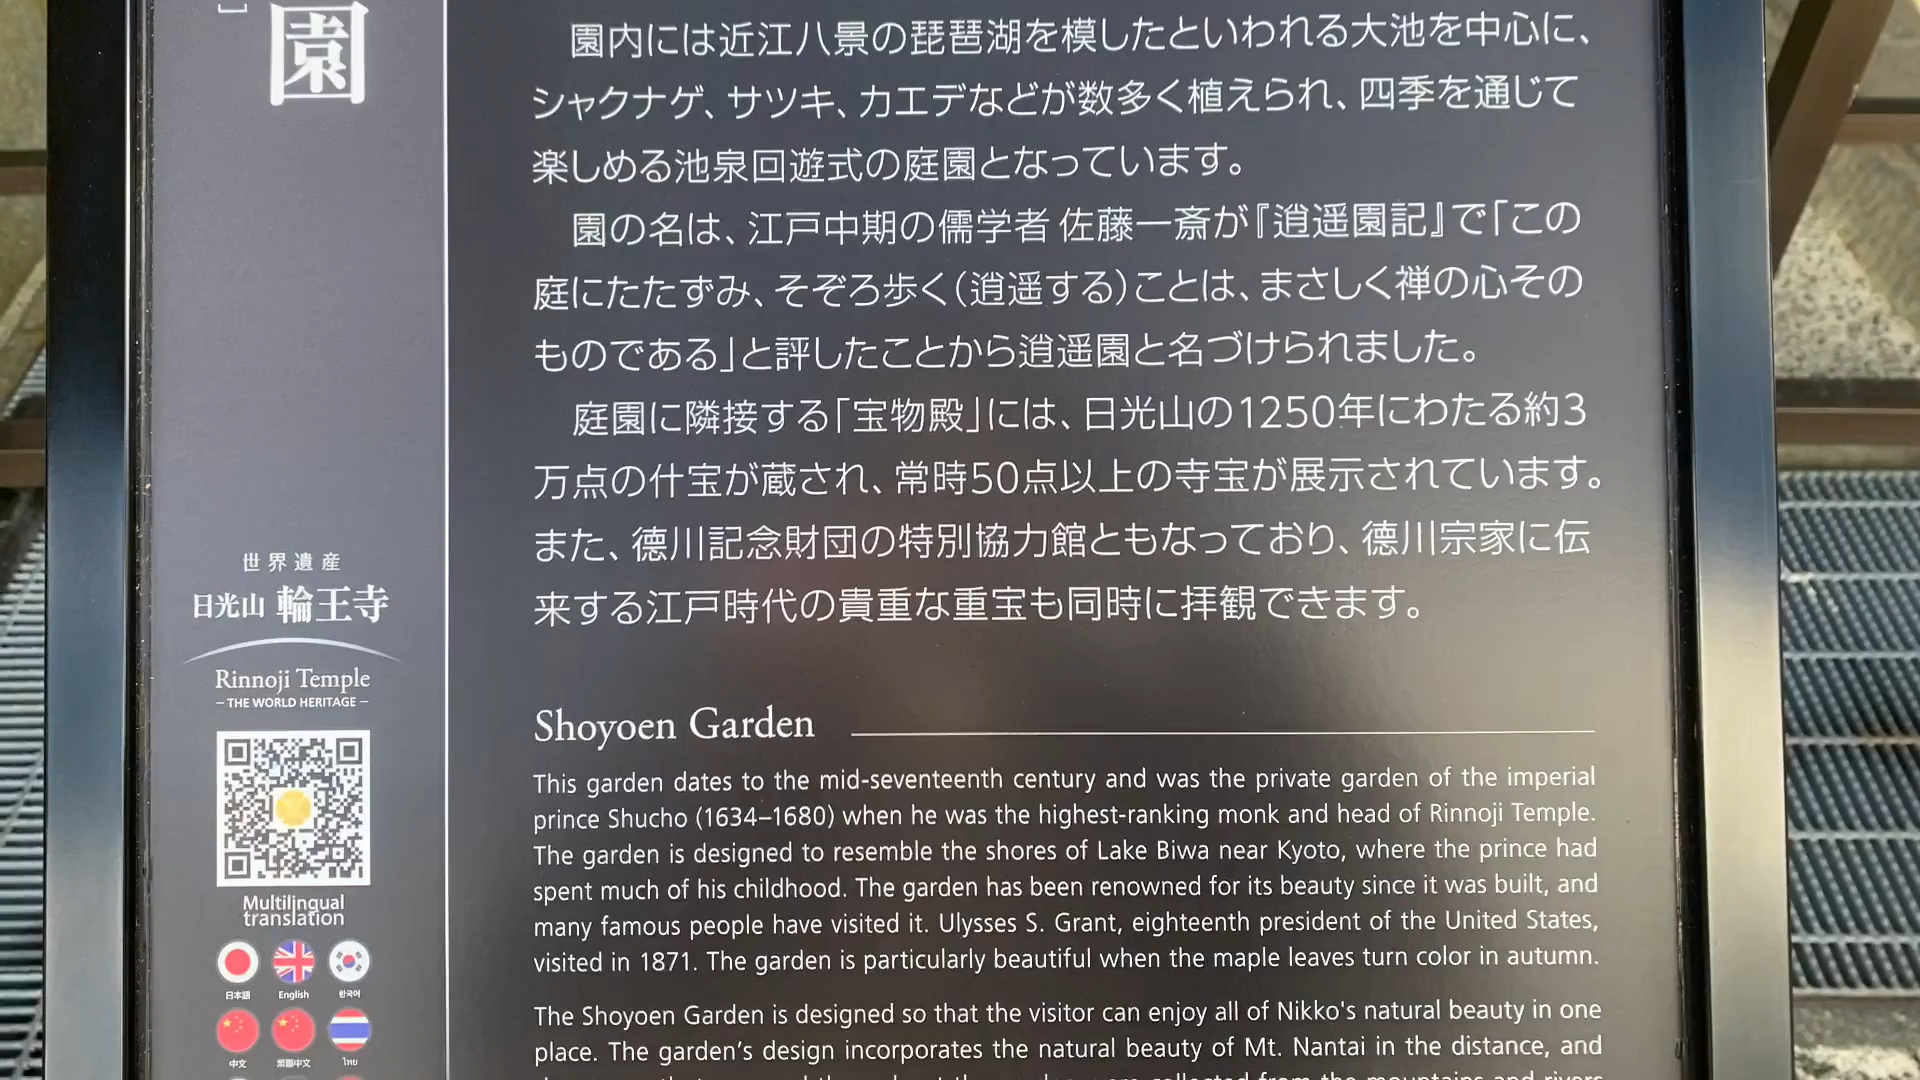 園
園内には近江八景の琵琶湖を模したといわれる大池を中心に、
シャクナゲ、サツキ、カエデなどが数多く植えられ、四季を通じて
楽しめる池泉回遊式の庭園となっています。
園の名は、江戸中期の儒学者 佐藤一斎が『逍遥園記』で「この
庭にたたずみ、そぞろ歩く（逍遥する）ことは、まさしく禅の心その
ものである」と評したことから逍遥園と名づけられました。
庭園に隣接する「宝物殿」には、日光山の1250年にわたる約3
万点の什宝が蔵され、常時50点以上の寺宝が展示されています。
また、徳川記念財団の特別協力館ともなっており、徳川宗家に伝
来する江戸時代の貴重な重宝も同時に拝観できます。
世界遺産
日光山 輪王寺
Rinnoji Temple
– THE WORLD HERITAGE –
Multilingual
translation
日本語 English 한국어
中文 繁體中文 ไทย
Shoyoen Garden
This garden dates to the mid-seventeenth century and was the private garden of the imperial
prince Shucho (1634–1680) when he was the highest-ranking monk and head of Rinnoji Temple.
The garden is designed to resemble the shores of Lake Biwa near Kyoto, where the prince had
spent much of his childhood. The garden has been renowned for its beauty since it was built, and
many famous people have visited it. Ulysses S. Grant, eighteenth president of the United States,
visited in 1871. The garden is particularly beautiful when the maple leaves turn color in autumn.
The Shoyoen Garden is designed so that the visitor can enjoy all of Nikko's natural beauty in one
place. The garden's design incorporates the natural beauty of Mt. Nantai in the distance, and